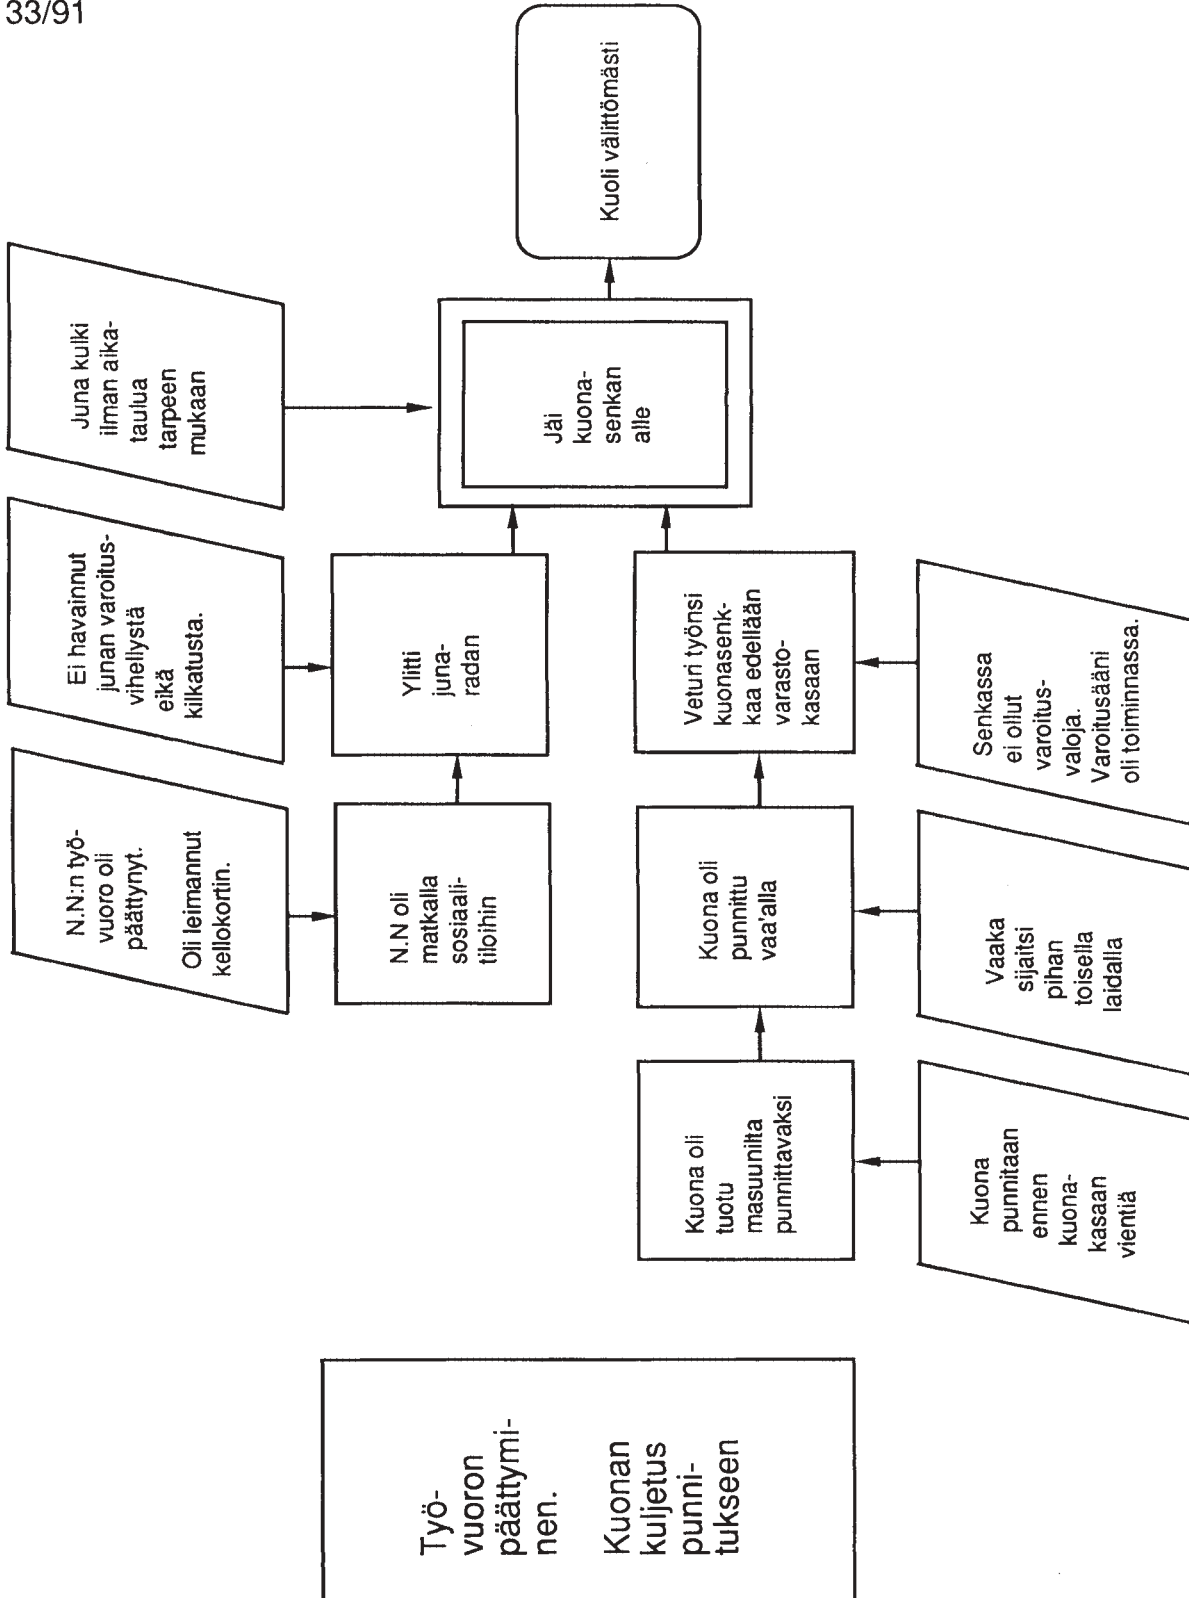 33/91
Työ-
vuoron
päättymi-
nen.
Kuonan
kuljetus
punni-
tukseen
N.N:n työ-
vuoro oli
päättynyt.
Oli leimannut
kellokortin.
Ei havainnut
junan varoitus-
vihellystä
eikä
kilkatusta.
Juna kulki
ilman aika-
taulua
tarpeen
mukaan
N.N oli
matkalla
sosiaali-
tiloihin
Ylitti
juna-
radan
Jäi
kuona-
senkan
alle
Kuoli välittömästi
Kuona oli
tuotu
masuunilta
punnittavaksi
Kuona oli
punnittu
vaa'alla
Veturi työnsi
kuonasenk-
kaa edellään
varasto-
kasaan
Kuona
punnitaan
ennen
kuona-
kasaan
vientiä
Vaaka
sijaitsi
pihan
toisella
laidalla
Senkassa
ei ollut
varoitus-
valoja.
Varoitusääni
oli toiminnassa.